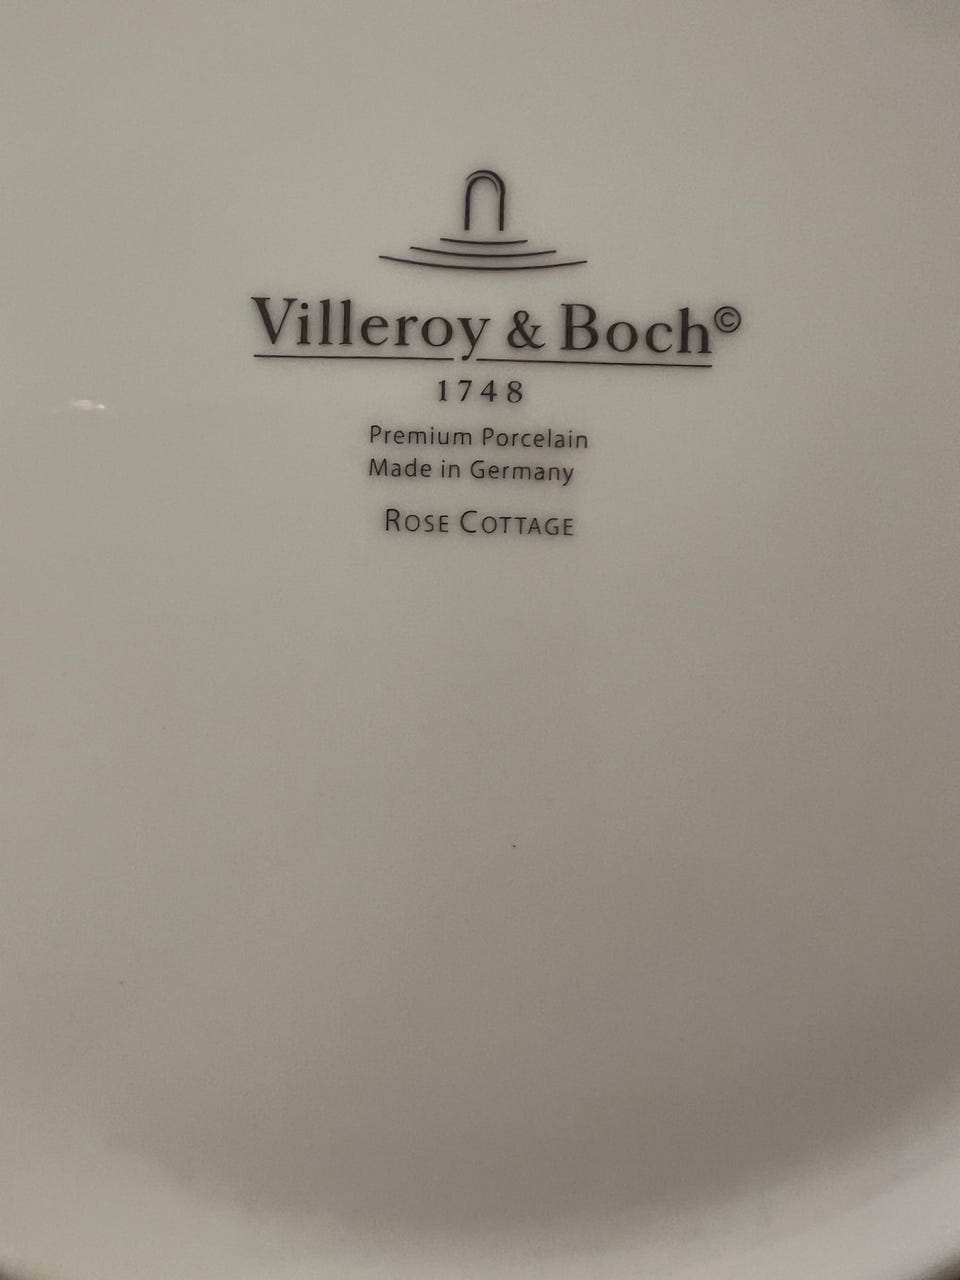 Villeroy & Boch©
1748
Premium Porcelain
Made in Germany
ROSE COTTAGE